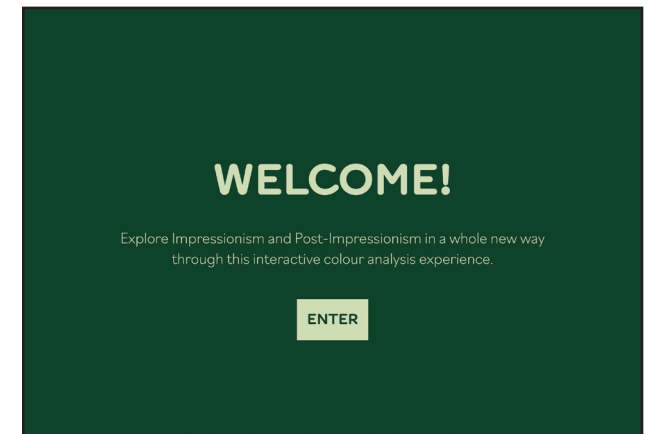 WELCOME!
Explore Impressionism and Post-Impressionism in a whole new way
through this interactive colour analysis experience.
ENTER